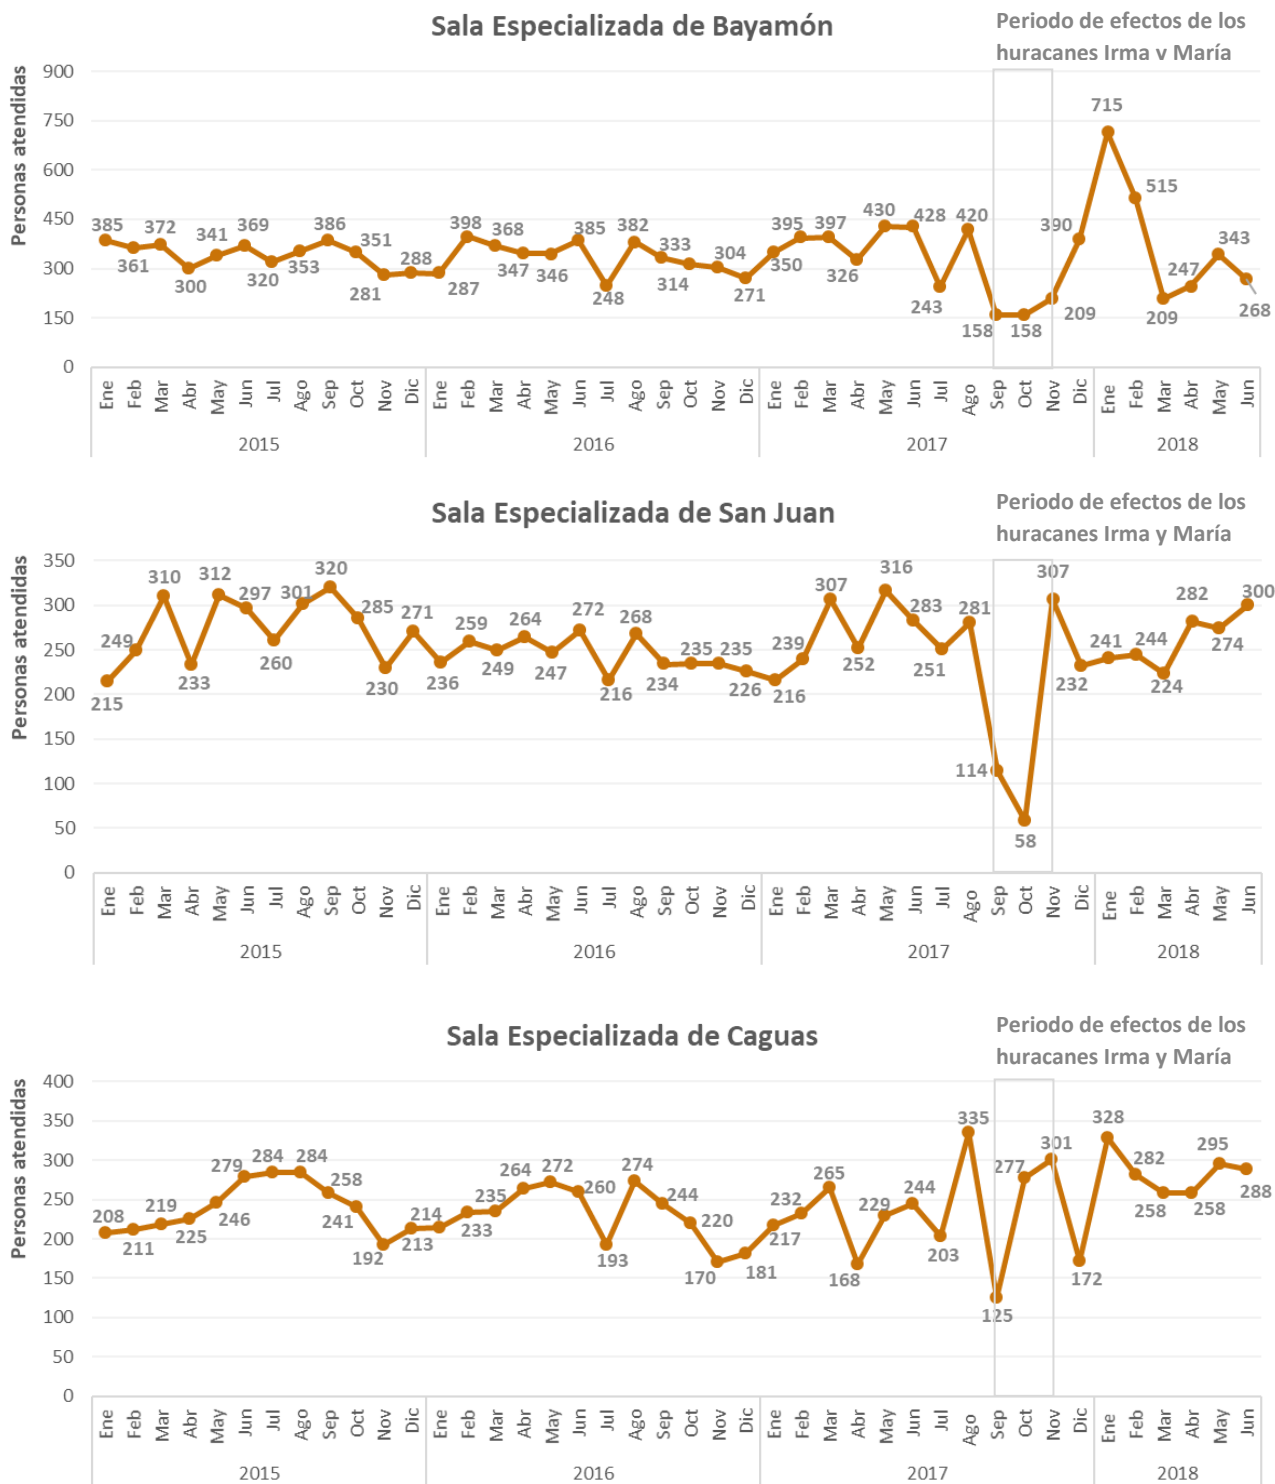 Sala Especializada de Bayamón
Periodo de efectos de los
huracanes Irma y María
Personas atendidas
900
750
600
450
300
150
0
385 361 372 300 341 369 320 353 386 351 281 288
287 398 368 347 346 385 248 382 333 314 304 271
350 395 397 326 430 428 243 420 158 158 209 390
715 515 209 247 343 268
Ene Feb Mar Abr May Jun Jul Ago Sep Oct Nov Dic Ene Feb Mar Abr May Jun Jul Ago Sep Oct Nov Dic Ene Feb Mar Abr May Jun Jul Ago Sep Oct Nov Dic Ene Feb Mar Abr May Jun
2015 2016 2017 2018
Sala Especializada de San Juan
Periodo de efectos de los
huracanes Irma y María
Personas atendidas
350
300
250
200
150
100
50
0
215 249 310 233 312 297 260 301 320 285 230 271
236 259 249 264 247 272 216 268 234 235 235 226
216 239 307 252 316 283 251 281 114 58 307 232
241 244 224 282 274 300
Ene Feb Mar Abr May Jun Jul Ago Sep Oct Nov Dic Ene Feb Mar Abr May Jun Jul Ago Sep Oct Nov Dic Ene Feb Mar Abr May Jun Jul Ago Sep Oct Nov Dic Ene Feb Mar Abr May Jun
2015 2016 2017 2018
Sala Especializada de Caguas
Periodo de efectos de los
huracanes Irma y María
Personas atendidas
400
350
300
250
200
150
100
50
0
208 211 219 225 246 279 284 284 258 241 192 213
214 233 235 264 272 260 193 274 244 220 170 181
217 232 265 168 229 244 203 335 125 277 301 172
328 282 258 258 295 288
Ene Feb Mar Abr May Jun Jul Ago Sep Oct Nov Dic Ene Feb Mar Abr May Jun Jul Ago Sep Oct Nov Dic Ene Feb Mar Abr May Jun Jul Ago Sep Oct Nov Dic Ene Feb Mar Abr May Jun
2015 2016 2017 2018